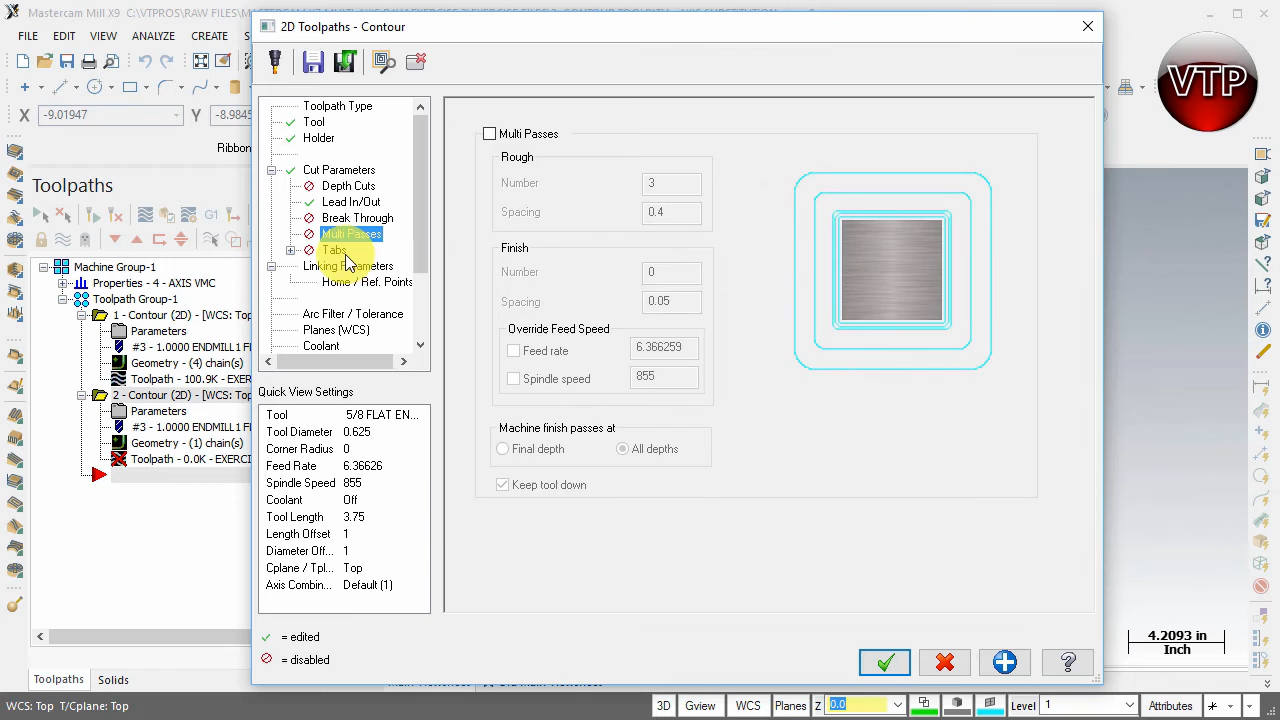 2D Toolpaths - Contour
FILE EDIT VIEW ANALYZE CREATE
VTP
X -9.01947 Y -8.9845
Ribbon
Toolpaths
G1
Machine Group-1
Properties - 4 - AXIS VMC
Toolpath Group-1
1 - Contour (2D) - [WCS: Top
Parameters
#3 - 1.0000 ENDMILL1 F
Geometry - (4) chain(s)
Toolpath - 100.9K - EXER
2 - Contour (2D) - [WCS: Top
Parameters
#3 - 1.0000 ENDMILL1 F
Geometry - (1) chain(s)
Toolpath - 0.0K - EXERCI
Toolpath Type
Tool
Holder
Cut Parameters
Depth Cuts
Lead In/Out
Break Through
Multi Passes
Tabs
Linking Parameters
Home / Ref. Points
Arc Filter / Tolerance
Planes (WCS)
Coolant
Quick View Settings
Tool 5/8 FLAT EN...
Tool Diameter 0.625
Corner Radius 0
Feed Rate 6.36626
Spindle Speed 855
Coolant Off
Tool Length 3.75
Length Offset 1
Diameter Off... 1
Cplane / Tpl... Top
Axis Combin... Default (1)
= edited
= disabled
Multi Passes
Rough
Number 3
Spacing 0.4
Finish
Number 0
Spacing 0.05
Override Feed Speed
Feed rate 6.366259
Spindle speed 855
Machine finish passes at
Final depth All depths
Keep tool down
4.2093 in
Inch
Toolpaths Solids
WCS: Top T/Cplane: Top
3D Gview WCS Planes Z 0.0 Level 1 Attributes